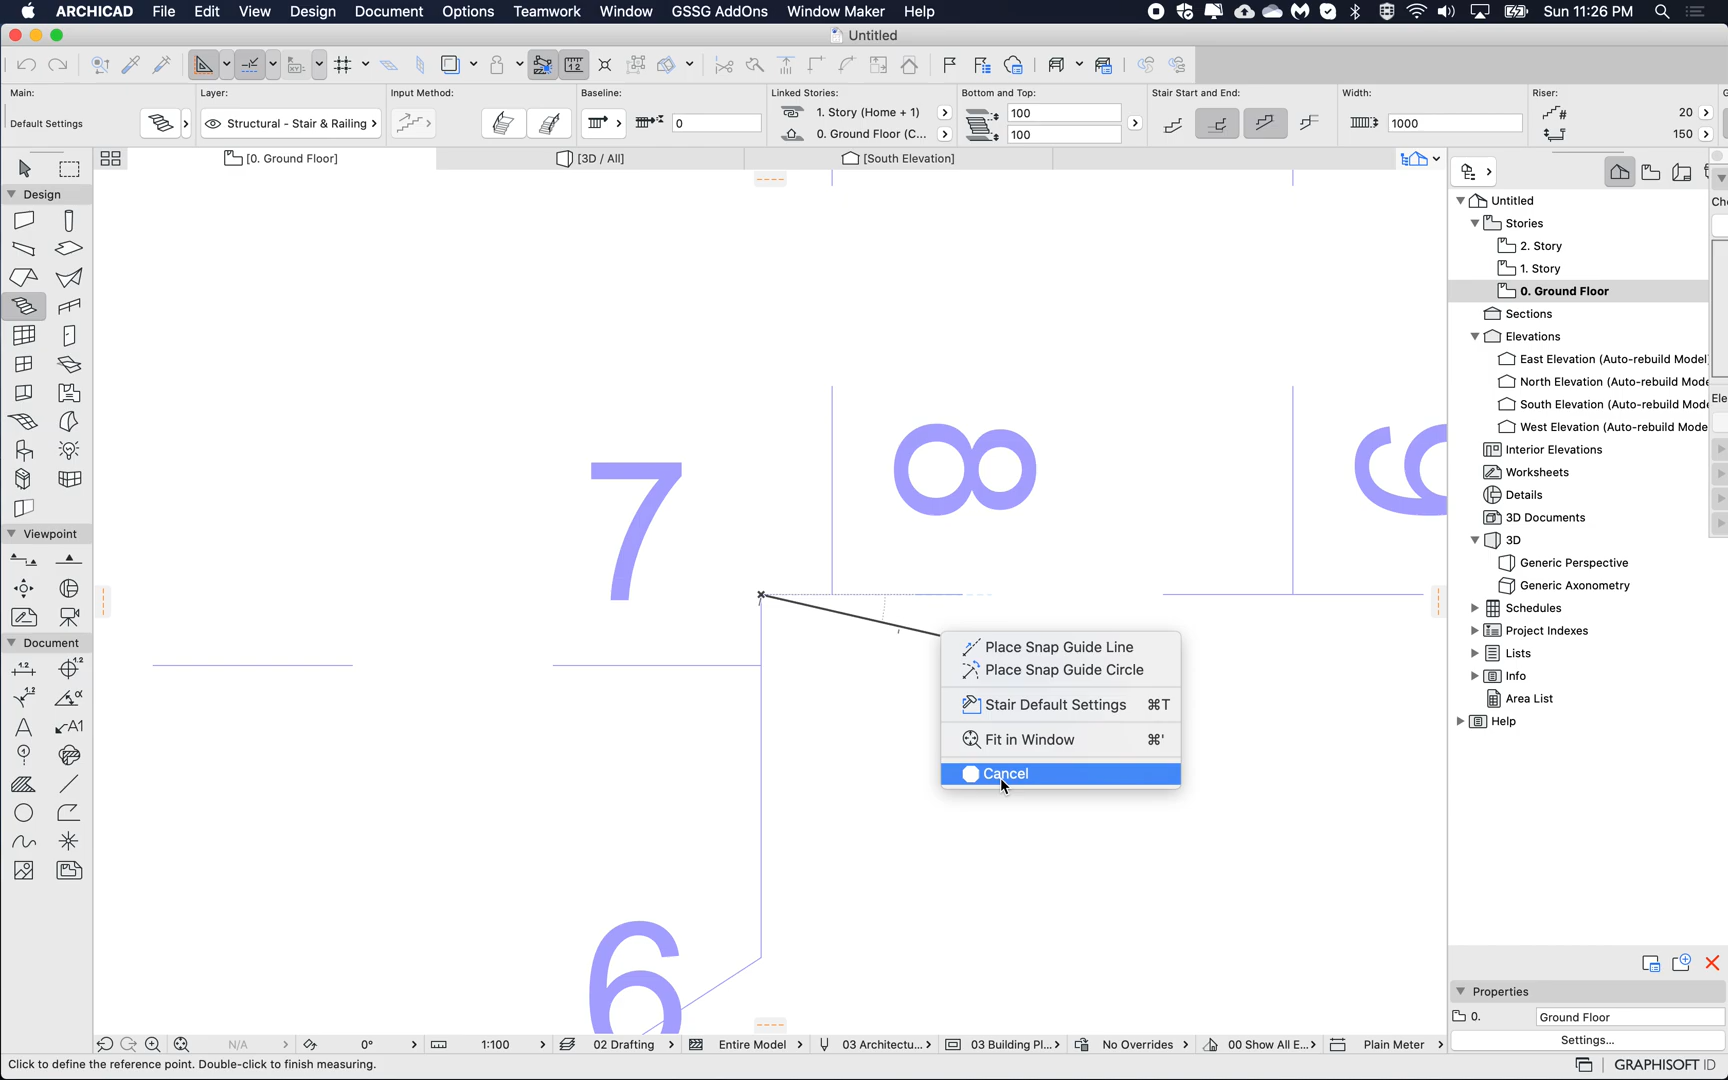 ARCHICAD File Edit View Design Document Options Teamwork Window GSSG AddOns Window Maker Help Sun 11:26 PM
Untitled
Main: Layer: Input Method: Baseline: Linked Stories: Bottom and Top: Stair Start and End: Width: Riser:
1. Story (Home + 1) 100 20
Default Settings Structural - Stair & Railing 0 0. Ground Floor (C... 100 1000 150
[0. Ground Floor] [3D / All] [South Elevation]
Design
Untitled
Stories
2. Story
1. Story
0. Ground Floor
Sections
Elevations
East Elevation (Auto-rebuild Model
North Elevation (Auto-rebuild Mode
South Elevation (Auto-rebuild Mode
West Elevation (Auto-rebuild Mode
Interior Elevations
Worksheets
Details
3D Documents
3D
Generic Perspective
Generic Axonometry
Schedules
Project Indexes
Lists
Info
Area List
Help
7 8 9
6
Viewpoint
Document
Place Snap Guide Line
Place Snap Guide Circle
Stair Default Settings ⌘T
Fit in Window ⌘'
Cancel
Properties
0. Ground Floor
Settings...
N/A 0° 1:100 02 Drafting Entire Model 03 Architectu... 03 Building Pl... No Overrides 00 Show All E... Plain Meter
Click to define the reference point. Double-click to finish measuring. GRAPHISOFT ID